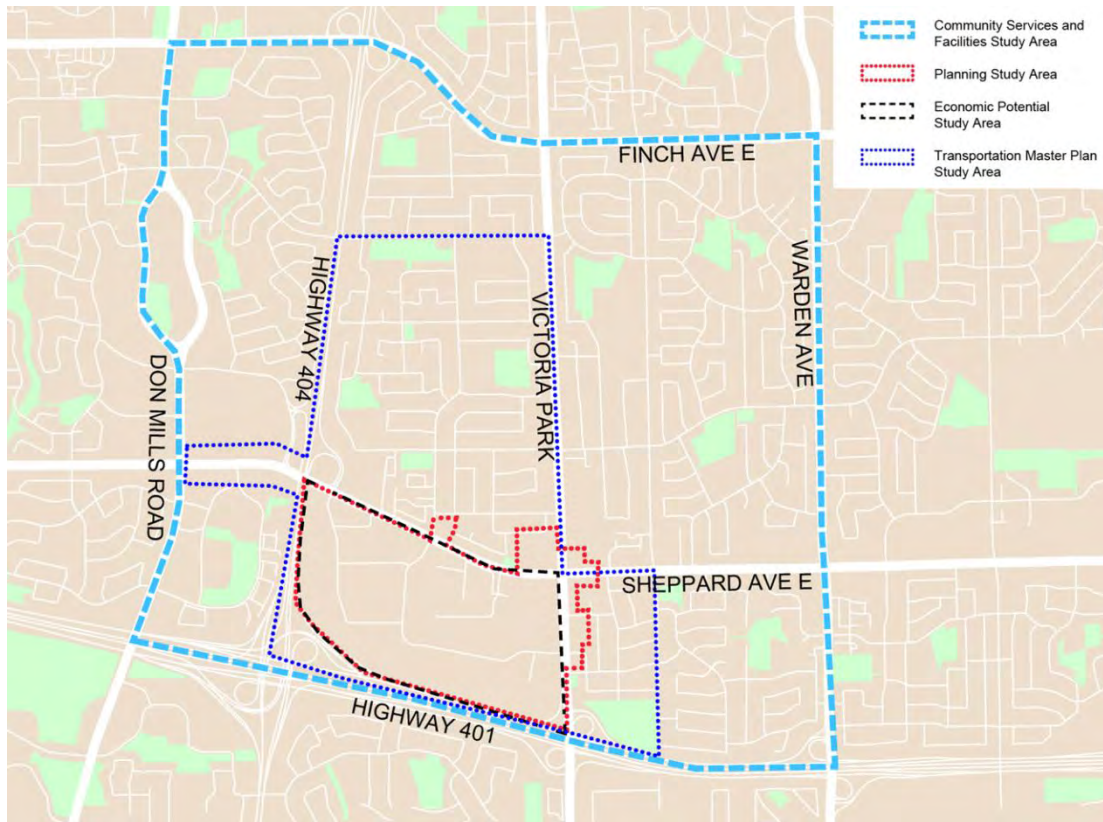 Community Services and
Facilities Study Area
Planning Study Area
Economic Potential
Study Area
Transportation Master Plan
Study Area
FINCH AVE E
HIGHWAY 404
VICTORIA PARK
WARDEN AVE
DON MILLS ROAD
SHEPPARD AVE E
HIGHWAY 401